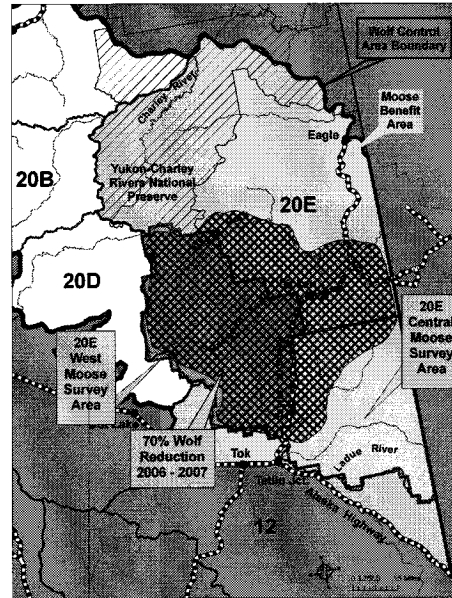 Wolf Control
Area Boundary
Moose
Benefit
Area
Charley River
Eagle
Yukon-Charley
Rivers National
Preserve
20B
20E
20D
20E
West
Moose
Survey
Area
20E
Central
Moose
Survey
Area
70% Wolf
Reduction
2006 - 2007
Tok
Ladue River
Alaska Highway
12